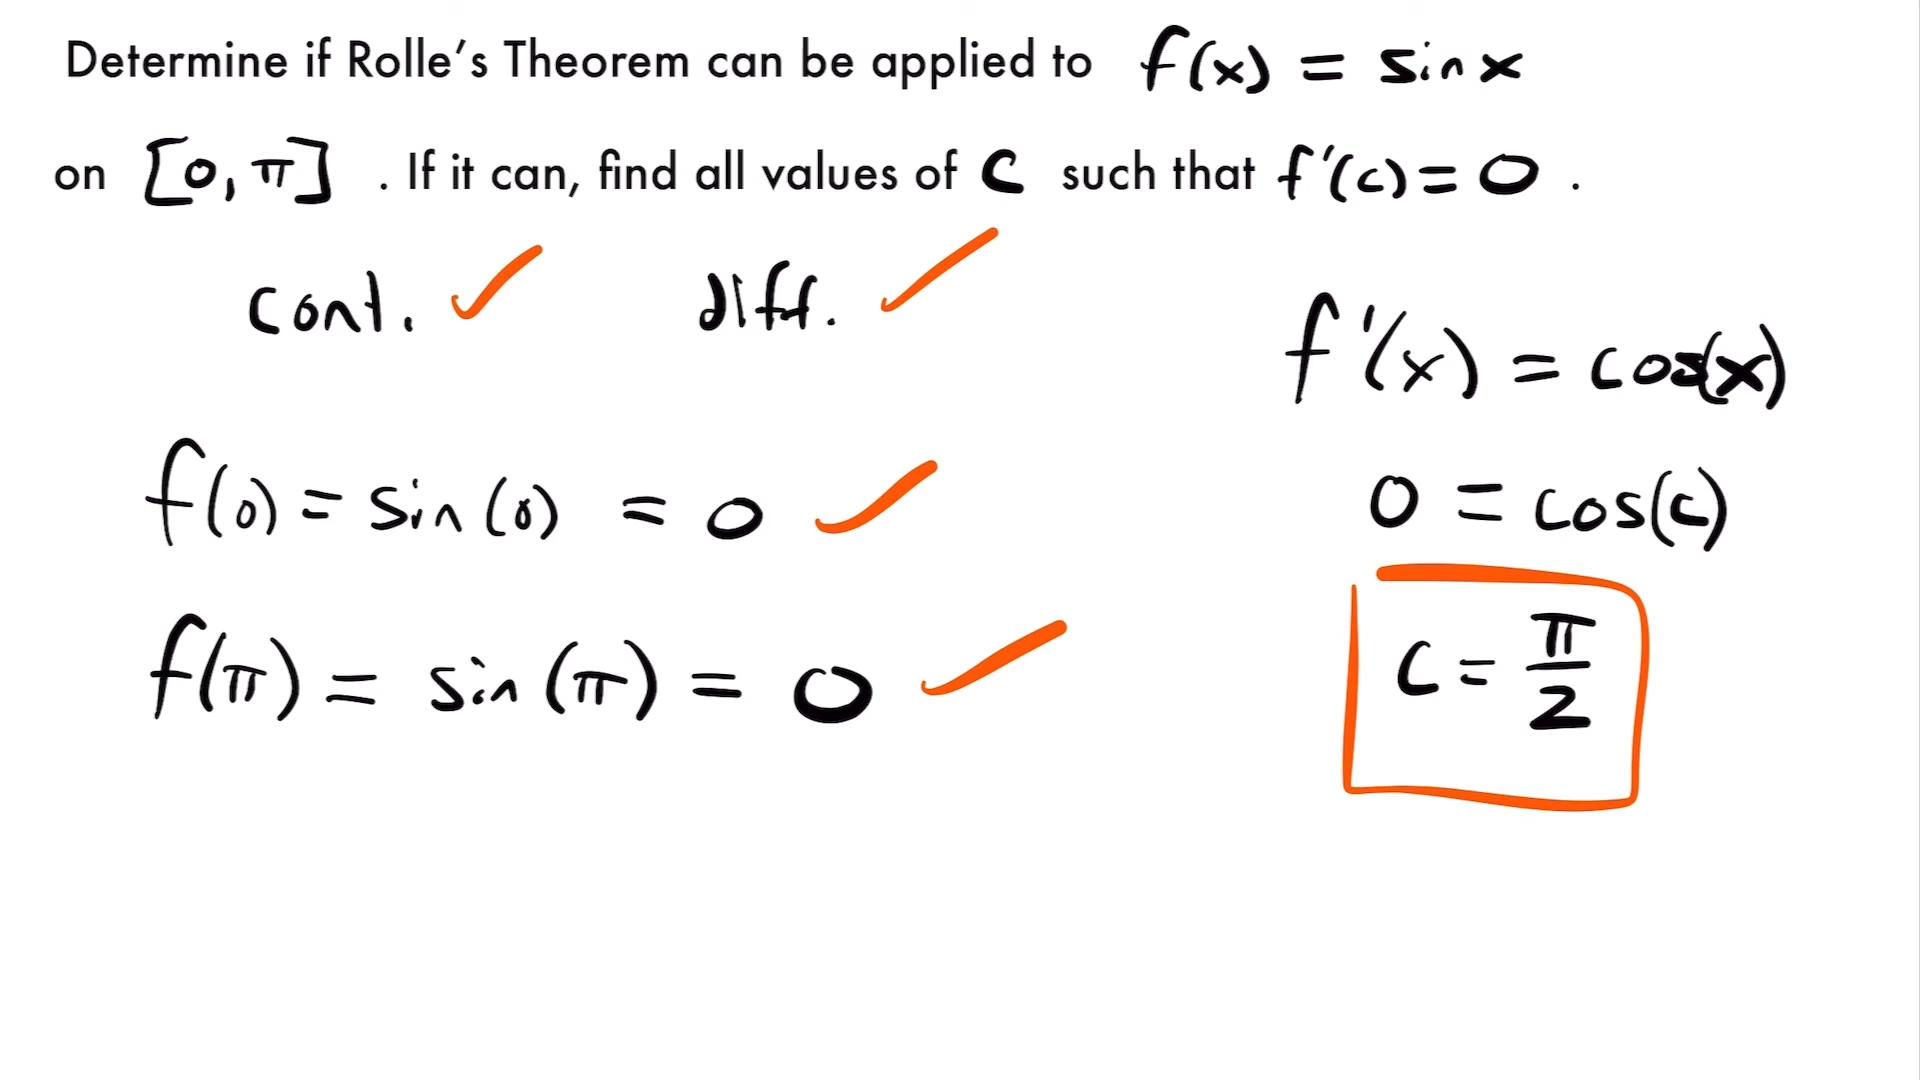 Determine if Rolle's Theorem can be applied to f(x) = sin x
on [0, π] . If it can, find all values of c such that f'(c) = 0 .
cont. ✓ diff. ✓
f'(x) = cos(x)
f(0) = sin(0) = 0 ✓
0 = cos(c)
f(π) = sin(π) = 0 ✓
c = π/2